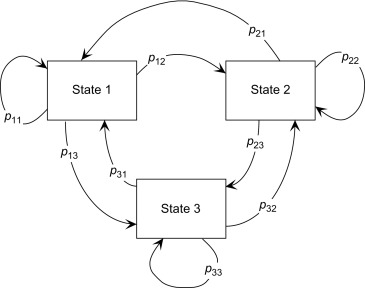 p21
p12
p22
State 1
State 2
p11
p13
p23
p31
p32
State 3
p33